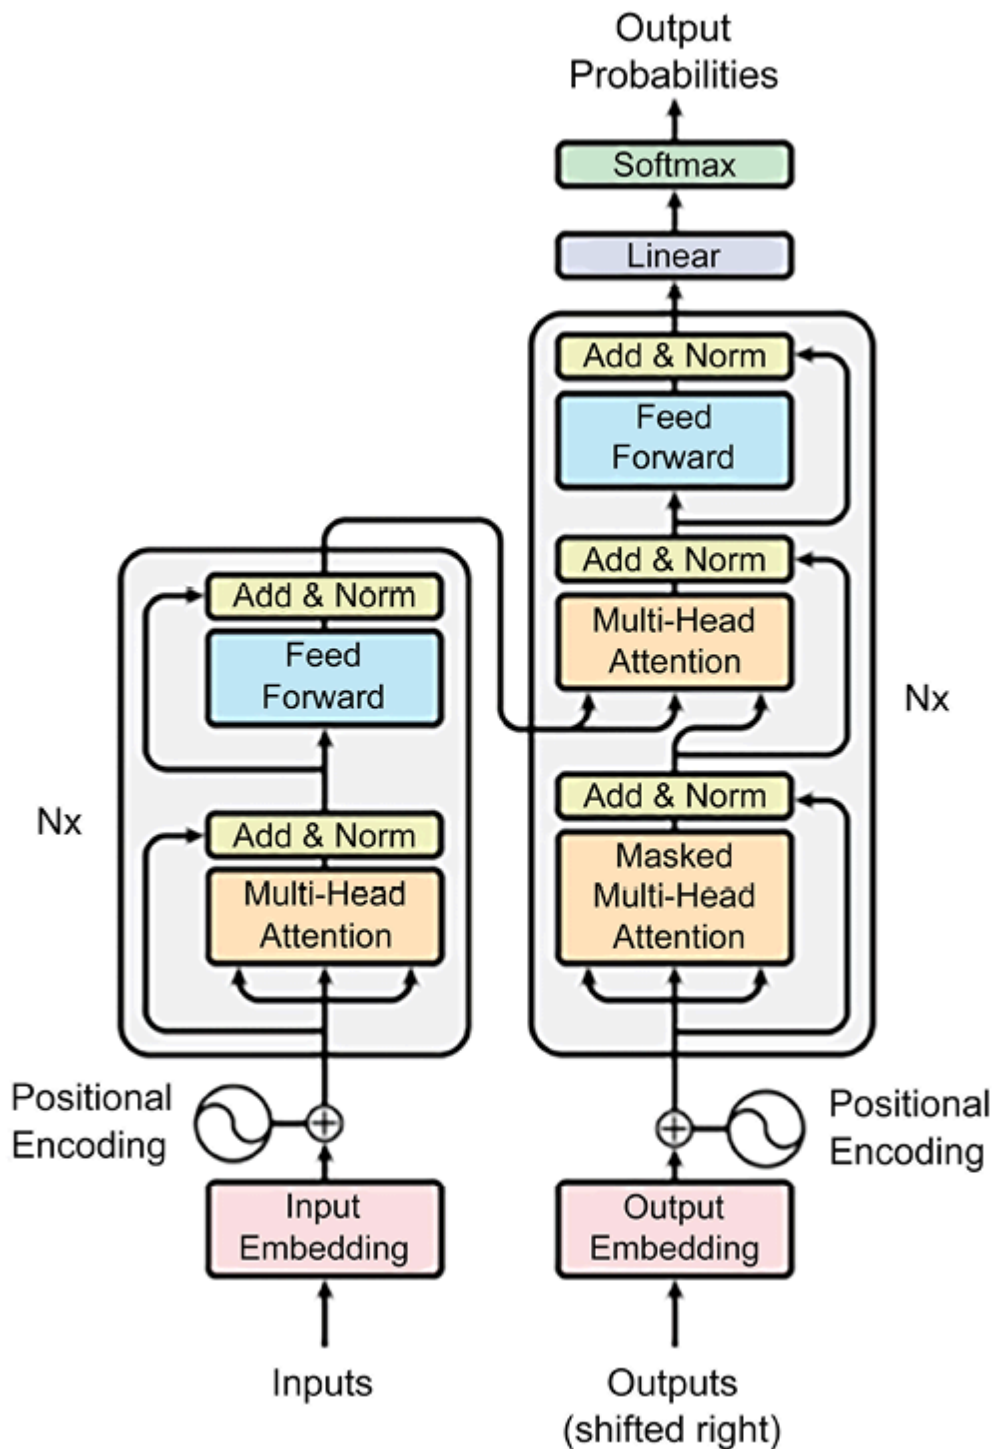 Output
Probabilities
Softmax
Linear
Add & Norm
Feed
Forward
Add & Norm
Multi-Head
Attention
Nx
Add & Norm
Masked
Multi-Head
Attention
Add & Norm
Feed
Forward
Nx
Add & Norm
Multi-Head
Attention
Positional
Encoding
Positional
Encoding
Input
Embedding
Output
Embedding
Inputs
Outputs
(shifted right)